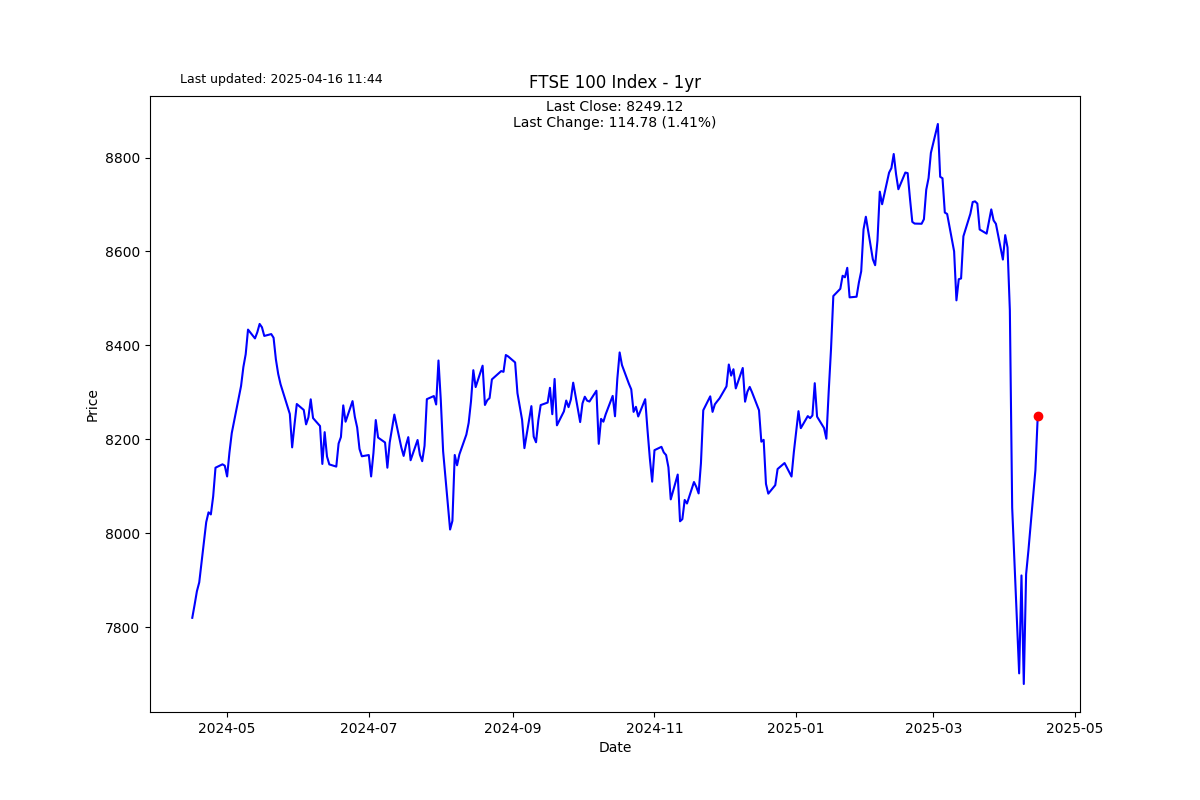 Last updated: 2025-04-16 11:44
FTSE 100 Index - 1yr
Last Close: 8249.12
Last Change: 114.78 (1.41%)
Price
8800
8600
8400
8200
8000
7800
2024-05 2024-07 2024-09 2024-11 2025-01 2025-03 2025-05
Date